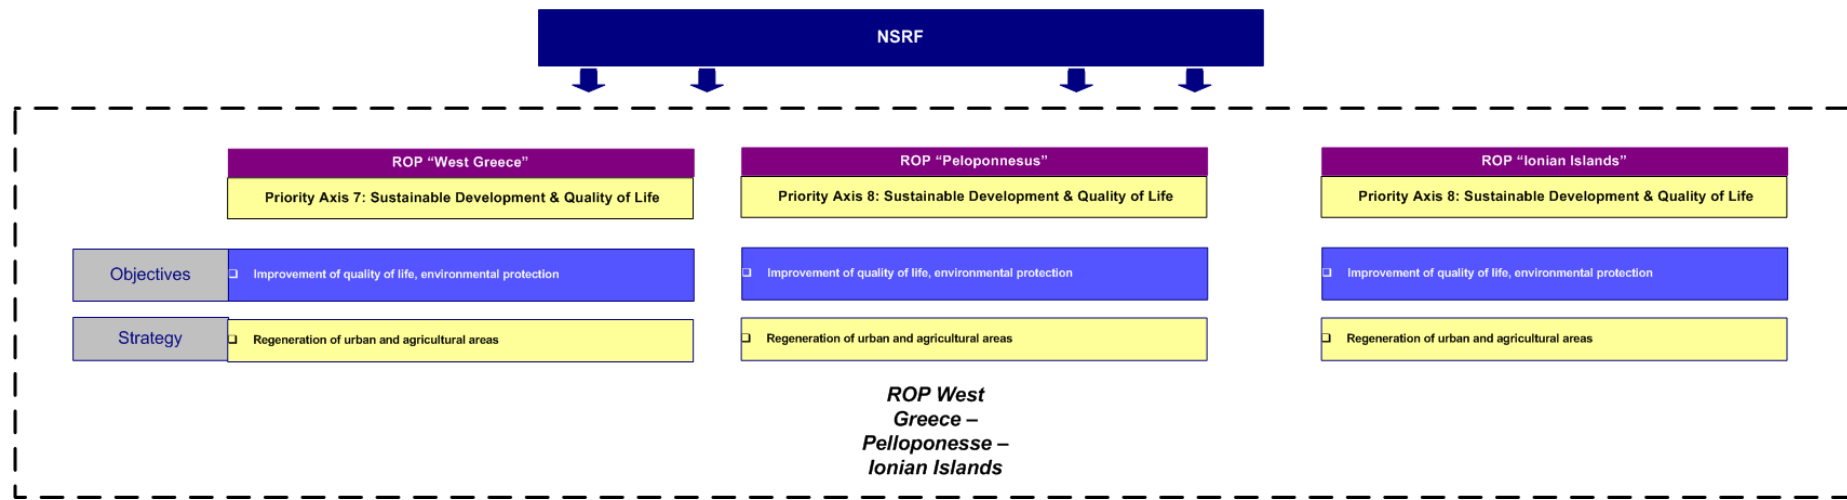 NSRF
ROP “West Greece”
ROP “Peloponnesus”
ROP “Ionian Islands”
Priority Axis 7: Sustainable Development & Quality of Life
Priority Axis 8: Sustainable Development & Quality of Life
Priority Axis 8: Sustainable Development & Quality of Life
Objectives
❑ Improvement of quality of life, environmental protection
❑ Improvement of quality of life, environmental protection
❑ Improvement of quality of life, environmental protection
Strategy
❑ Regeneration of urban and agricultural areas
❑ Regeneration of urban and agricultural areas
❑ Regeneration of urban and agricultural areas
ROP West
Greece –
Pelloponesse –
Ionian Islands